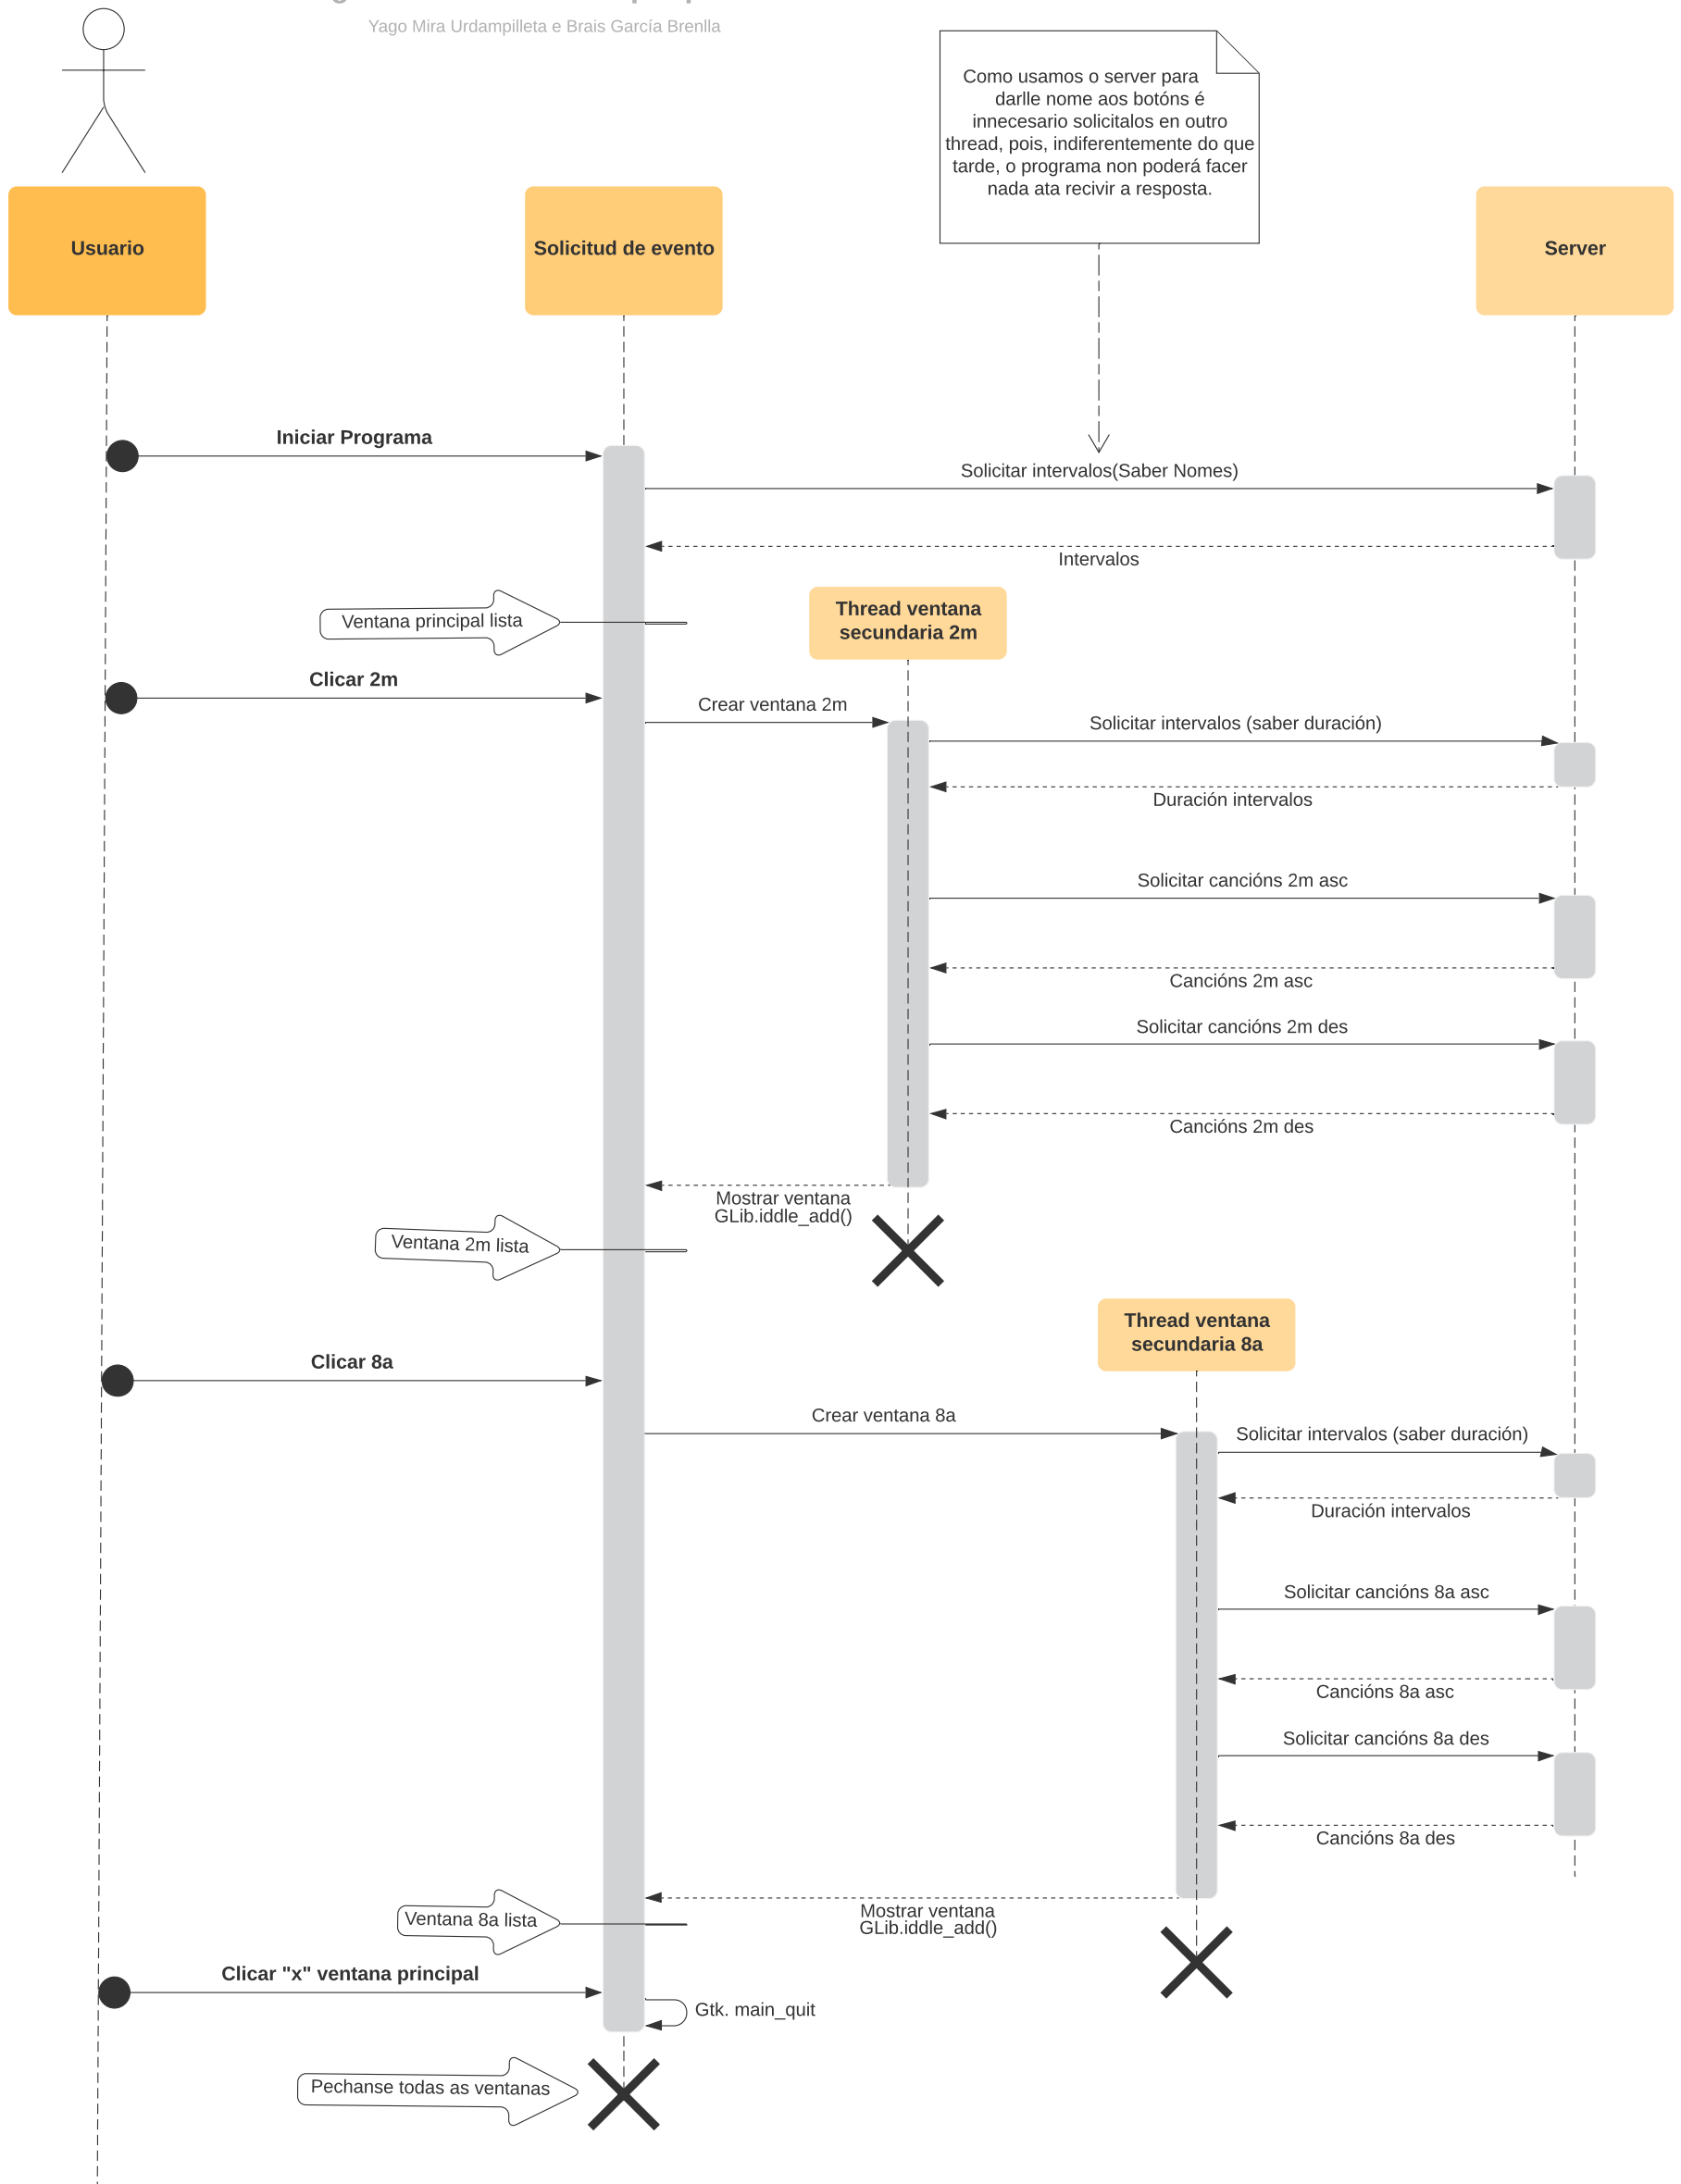 Yago Mira Urdampilleta e Brais García Brenlla
Como usamos o server para
darlle nome aos botóns é
innecesario solicitalos en outro
thread, pois, indiferentemente do que
tarde, o programa non poderá facer
nada ata recivir a resposta.
Usuario
Solicitud de evento
Server
Iniciar Programa
Solicitar intervalos(Saber Nomes)
Intervalos
Thread ventana
secundaria 2m
Ventana principal lista
Clicar 2m
Crear ventana 2m
Solicitar intervalos (saber duración)
Duración intervalos
Solicitar cancións 2m asc
Cancións 2m asc
Solicitar cancións 2m des
Cancións 2m des
Mostrar ventana
GLib.iddle_add()
Ventana 2m lista
Thread ventana
secundaria 8a
Clicar 8a
Crear ventana 8a
Solicitar intervalos (saber duración)
Duración intervalos
Solicitar cancións 8a asc
Cancións 8a asc
Solicitar cancións 8a des
Cancións 8a des
Mostrar ventana
GLib.iddle_add()
Ventana 8a lista
Clicar "x" ventana principal
Gtk. main_quit
Pechanse todas as ventanas